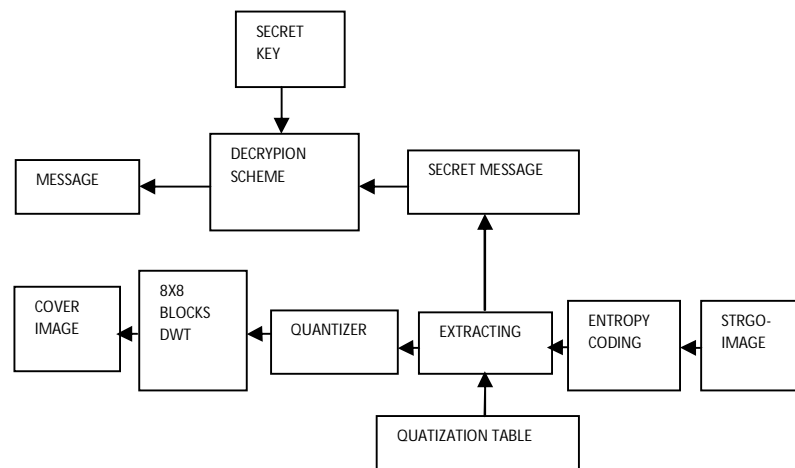 SECRET
KEY
DECRYPION
SCHEME
SECRET MESSAGE
MESSAGE
8X8
BLOCKS
DWT
COVER
IMAGE
QUANTIZER
EXTRACTING
ENTROPY
CODING
STRGO-
IMAGE
QUATIZATION TABLE